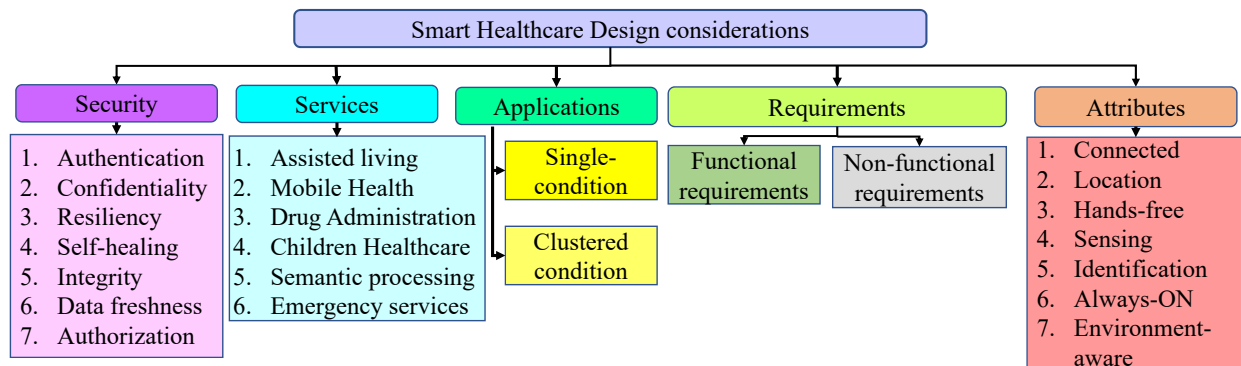 Smart Healthcare Design considerations
Security
1. Authentication
2. Confidentiality
3. Resiliency
4. Self-healing
5. Integrity
6. Data freshness
7. Authorization
Services
1. Assisted living
2. Mobile Health
3. Drug Administration
4. Children Healthcare
5. Semantic processing
6. Emergency services
Applications
Single-
condition
Clustered
condition
Requirements
Functional
requirements
Non-functional
requirements
Attributes
1. Connected
2. Location
3. Hands-free
4. Sensing
5. Identification
6. Always-ON
7. Environment-
aware